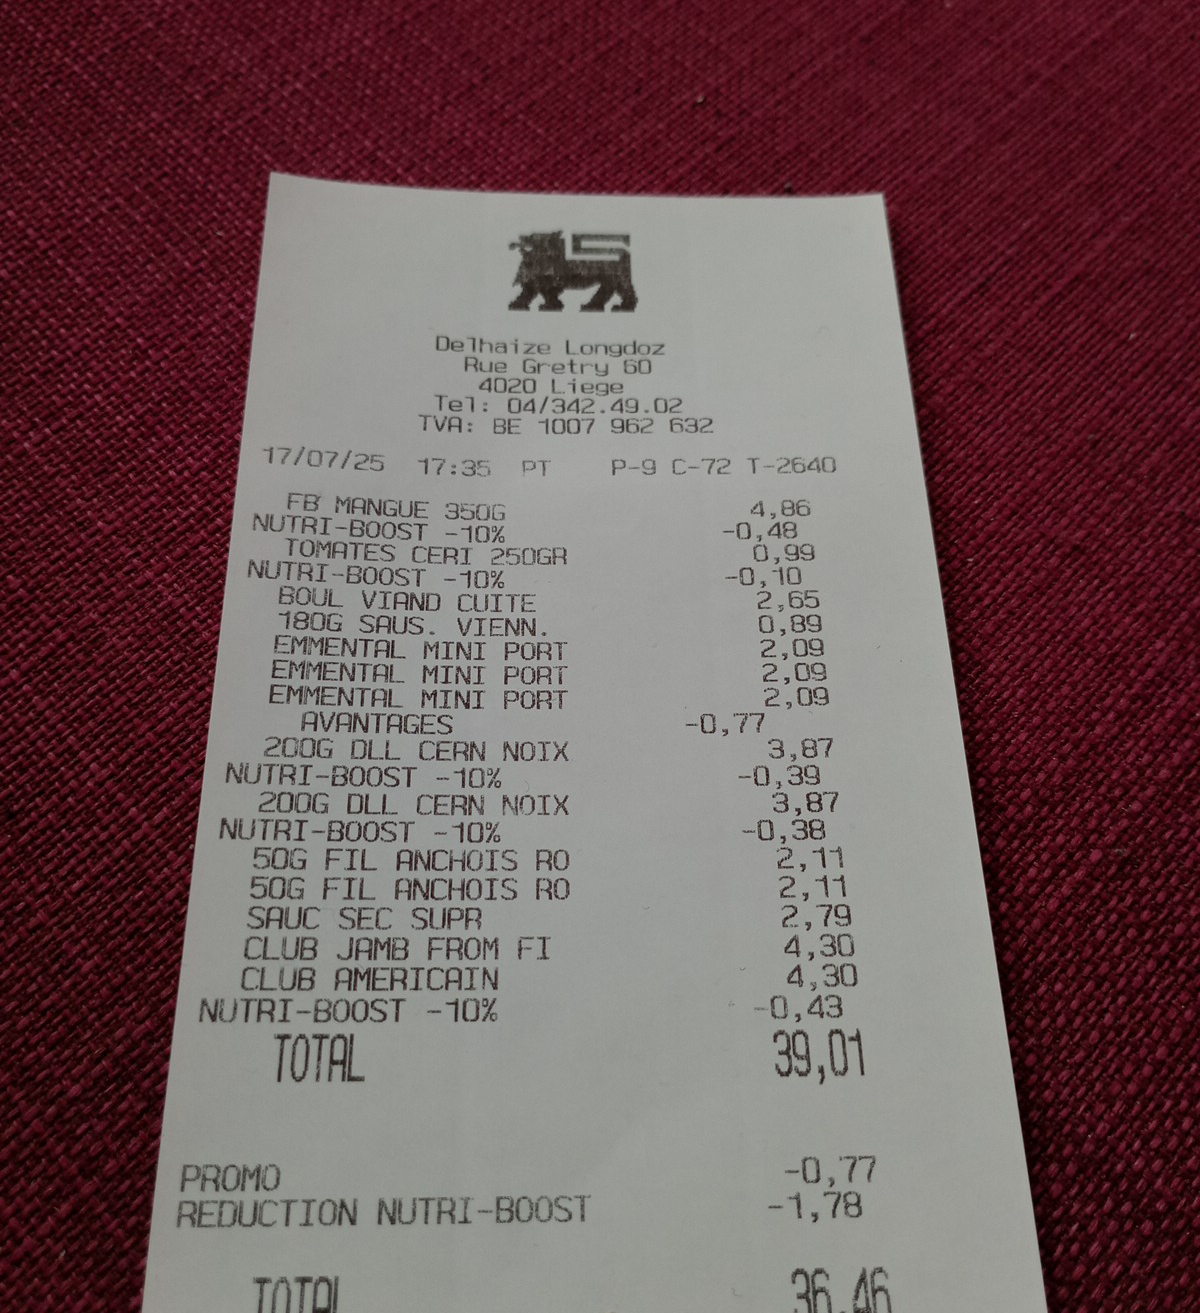 Delhaize Longdoz
Rue Gretry 60
4020 Liege
Tel: 04/342.49.02
TVA: BE 1007 962 632
17/07/25 17:35 PT P-9 C-72 T-2640
FB MANGUE 350G 4,86
NUTRI-BOOST -10% -0,48
TOMATES CERI 250GR 0,99
NUTRI-BOOST -10% -0,10
BOUL VIAND CUITE 2,65
180G SAUS. VIENN. 0,89
EMMENTAL MINI PORT 2,09
EMMENTAL MINI PORT 2,09
EMMENTAL MINI PORT 2,09
AVANTAGES -0,77
200G DLL CERN NOIX 3,87
NUTRI-BOOST -10% -0,39
200G DLL CERN NOIX 3,87
NUTRI-BOOST -10% -0,38
50G FIL ANCHOIS RO 2,11
50G FIL ANCHOIS RO 2,11
SAUC SEC SUPR 2,79
CLUB JAMB FROM FI 4,30
CLUB AMERICAIN 4,30
NUTRI-BOOST -10% -0,43
TOTAL 39,01
PROMO -0,77
REDUCTION NUTRI-BOOST -1,78
TOTAL 36,46